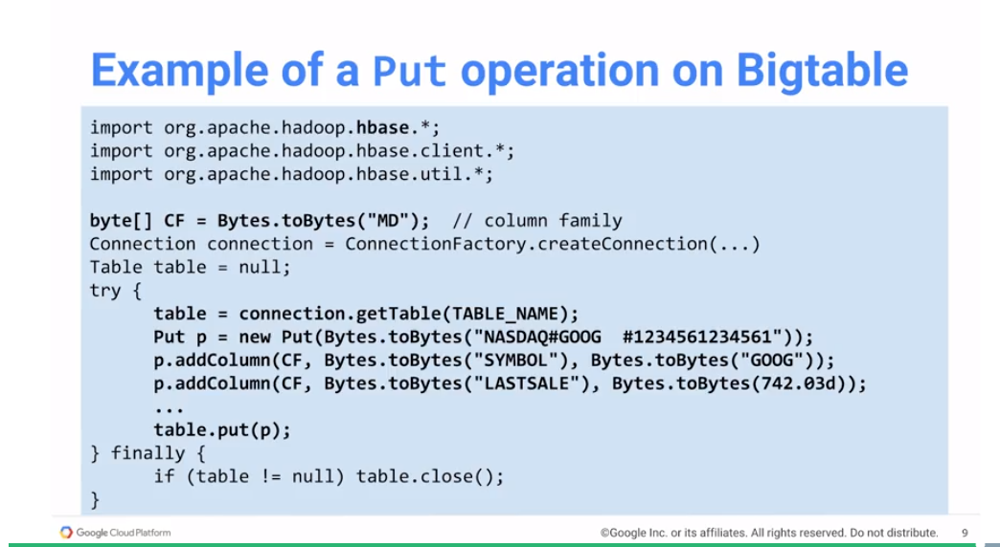 Example of a Put operation on Bigtable
import org.apache.hadoop.hbase.*;
import org.apache.hadoop.hbase.client.*;
import org.apache.hadoop.hbase.util.*;
byte[] CF = Bytes.toBytes("MD");  // column family
Connection connection = ConnectionFactory.createConnection(...)
Table table = null;
try {
      table = connection.getTable(TABLE_NAME);
      Put p = new Put(Bytes.toBytes("NASDAQ#GOOG  #1234561234561"));
      p.addColumn(CF, Bytes.toBytes("SYMBOL"), Bytes.toBytes("GOOG"));
      p.addColumn(CF, Bytes.toBytes("LASTSALE"), Bytes.toBytes(742.03d));
      ...
      table.put(p);
} finally {
      if (table != null) table.close();
}
Google Cloud Platform
©Google Inc. or its affiliates. All rights reserved. Do not distribute.
9